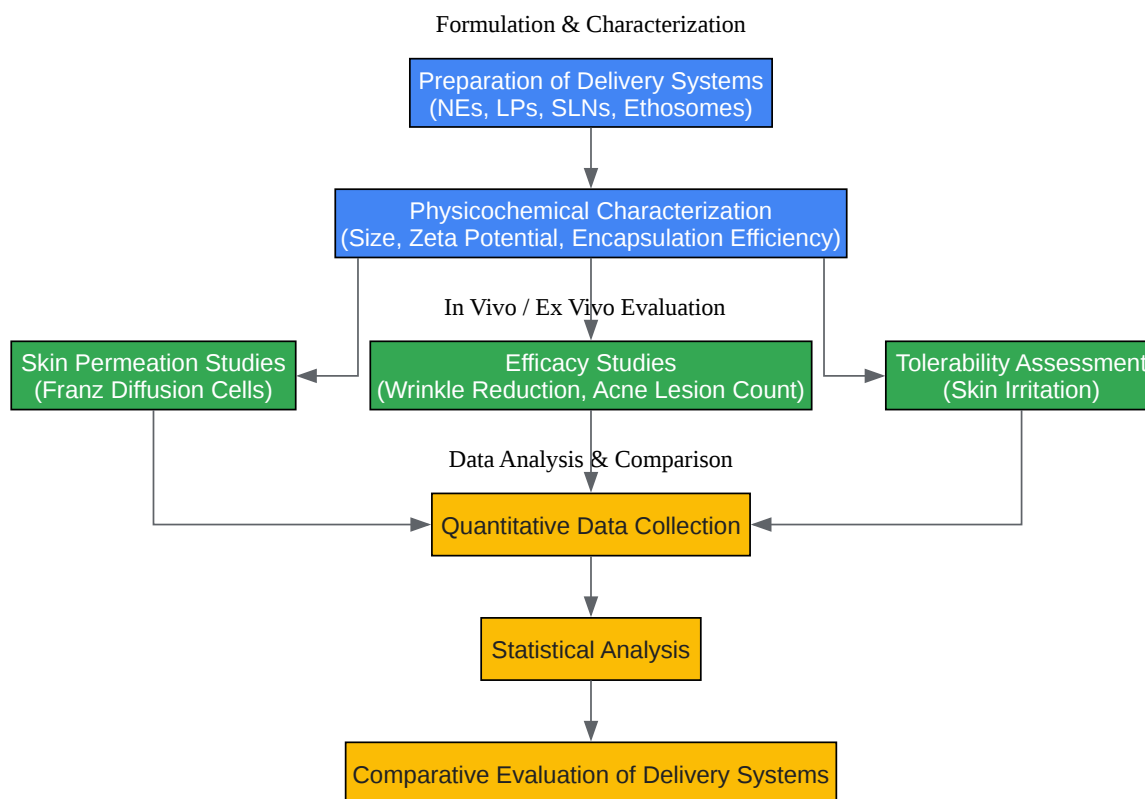 Formulation & Characterization
Preparation of Delivery Systems
(NEs, LPs, SLNs, Ethosomes)
Physicochemical Characterization
(Size, Zeta Potential, Encapsulation Efficiency)
In Vivo / Ex Vivo Evaluation
Skin Permeation Studies
(Franz Diffusion Cells)
Efficacy Studies
(Wrinkle Reduction, Acne Lesion Count)
Tolerability Assessment
(Skin Irritation)
Data Analysis & Comparison
Quantitative Data Collection
Statistical Analysis
Comparative Evaluation of Delivery Systems